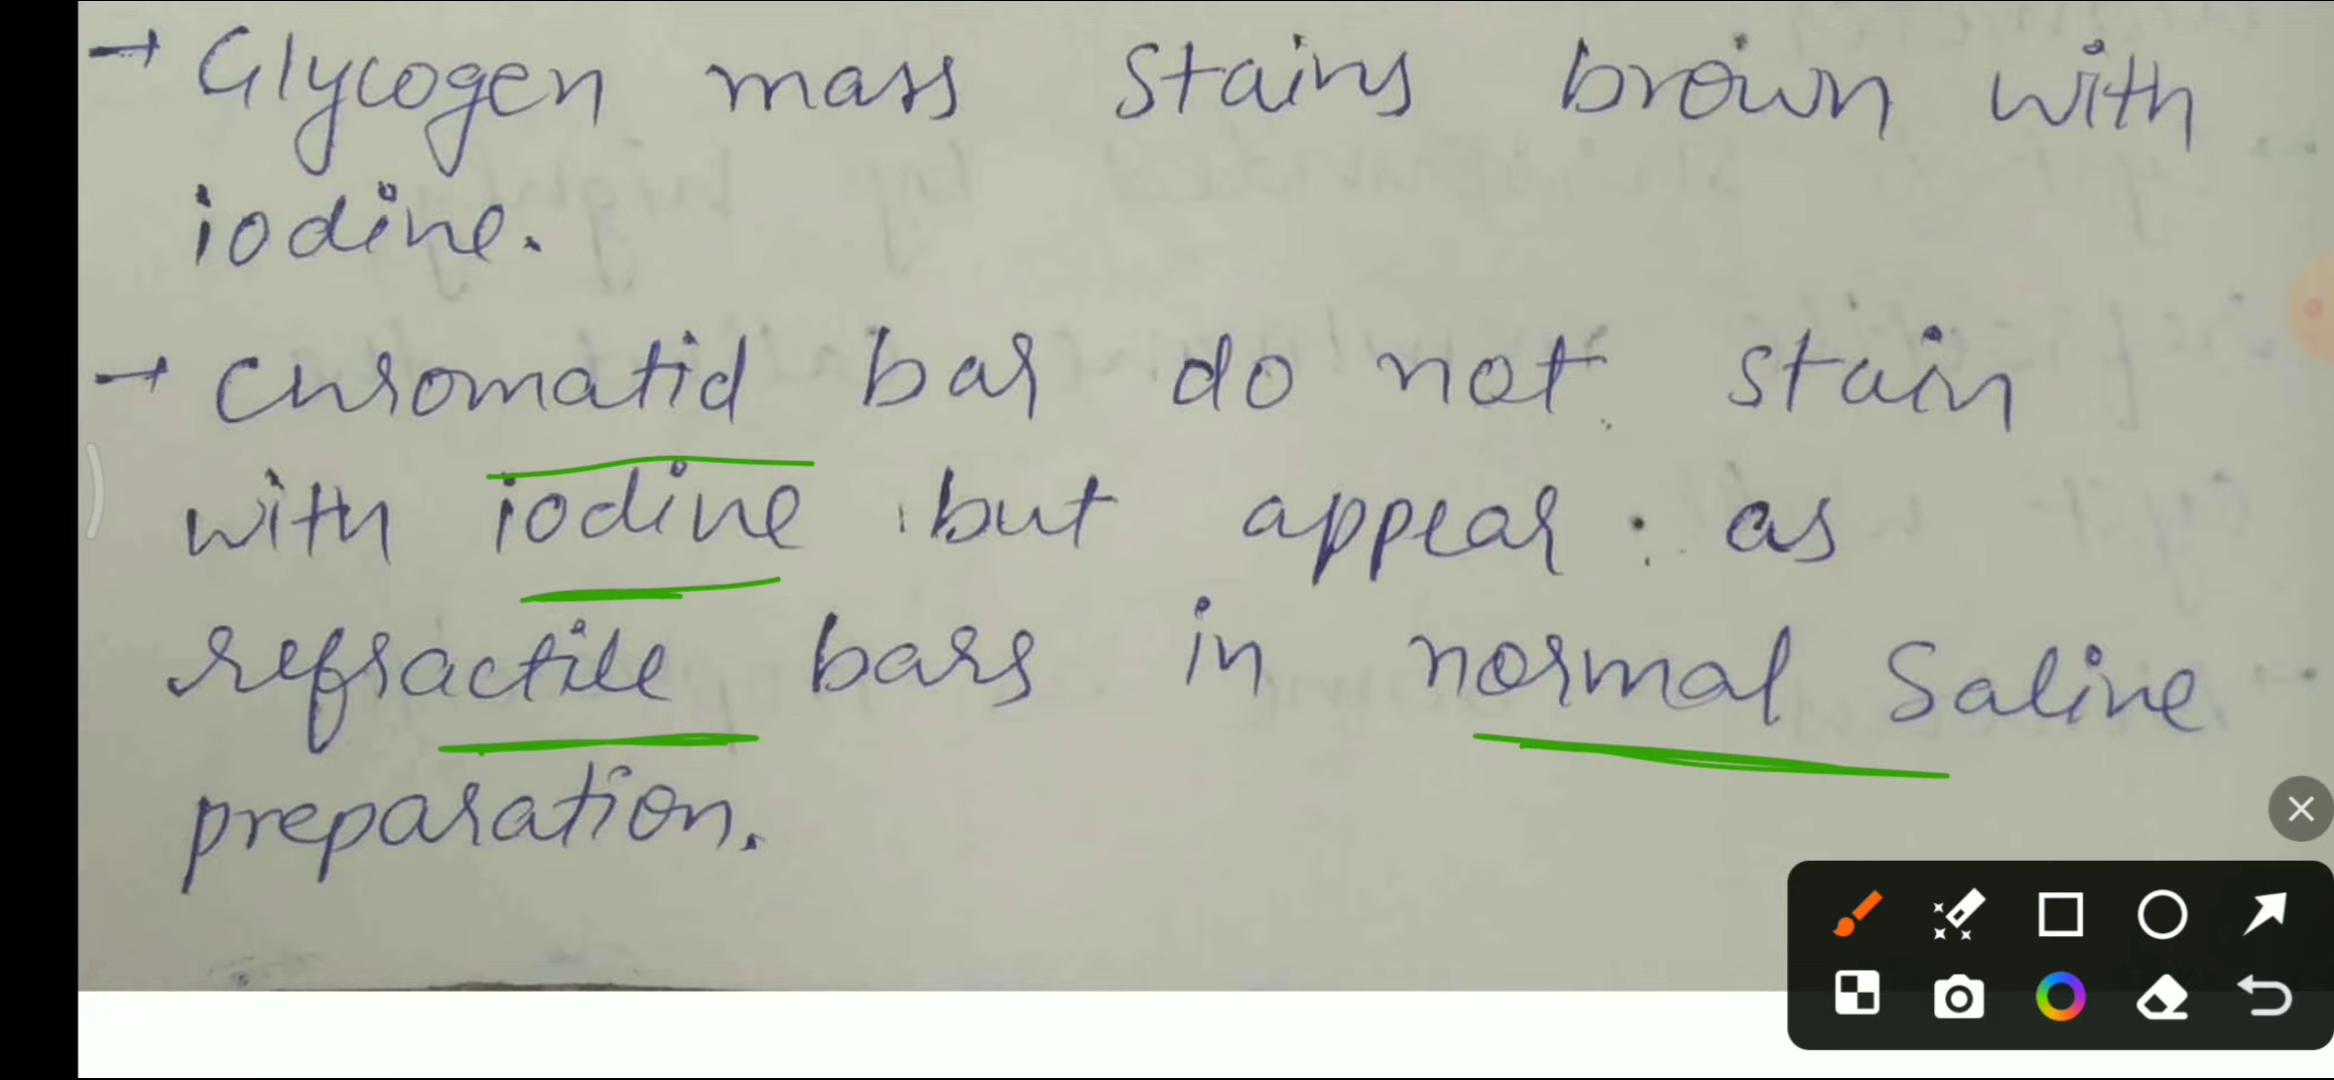 → Glycogen mass stains brown with
iodine.
→ Chromatid bar do not stain
with iodine but appear as
refractile bars in normal Saline
preparation.